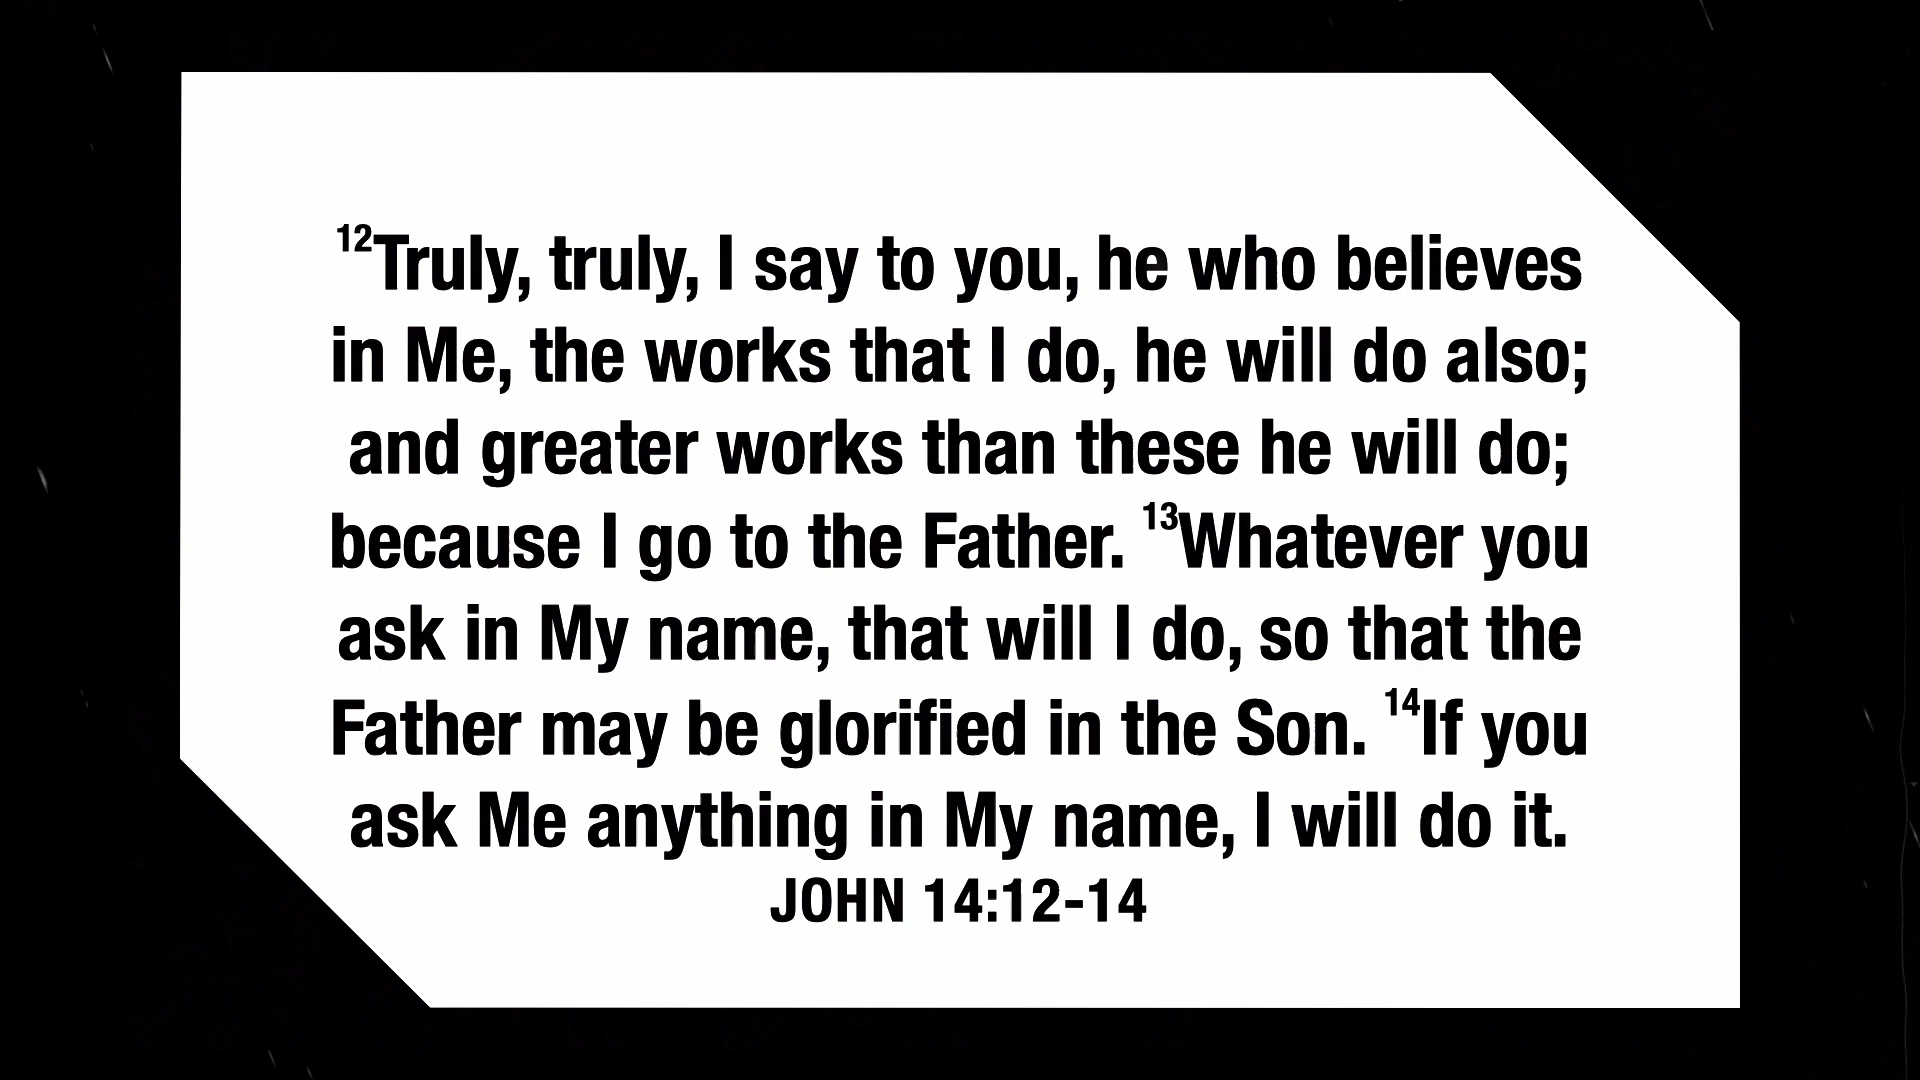 12Truly, truly, I say to you, he who believes
in Me, the works that I do, he will do also;
and greater works than these he will do;
because I go to the Father. 13Whatever you
ask in My name, that will I do, so that the
Father may be glorified in the Son. 14If you
ask Me anything in My name, I will do it.
JOHN 14:12-14